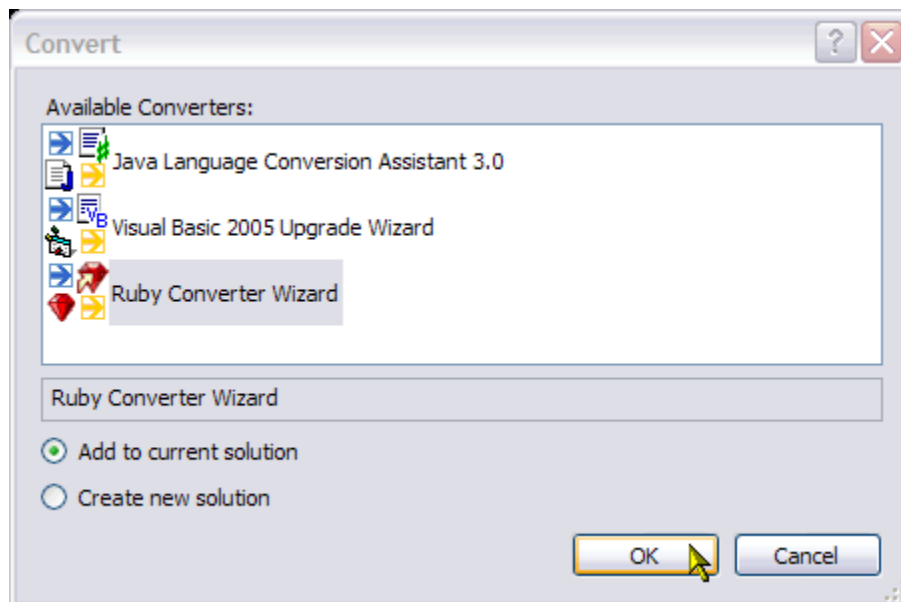 Convert
Available Converters:
Java Language Conversion Assistant 3.0
Visual Basic 2005 Upgrade Wizard
Ruby Converter Wizard
Ruby Converter Wizard
Add to current solution
Create new solution
OK Cancel